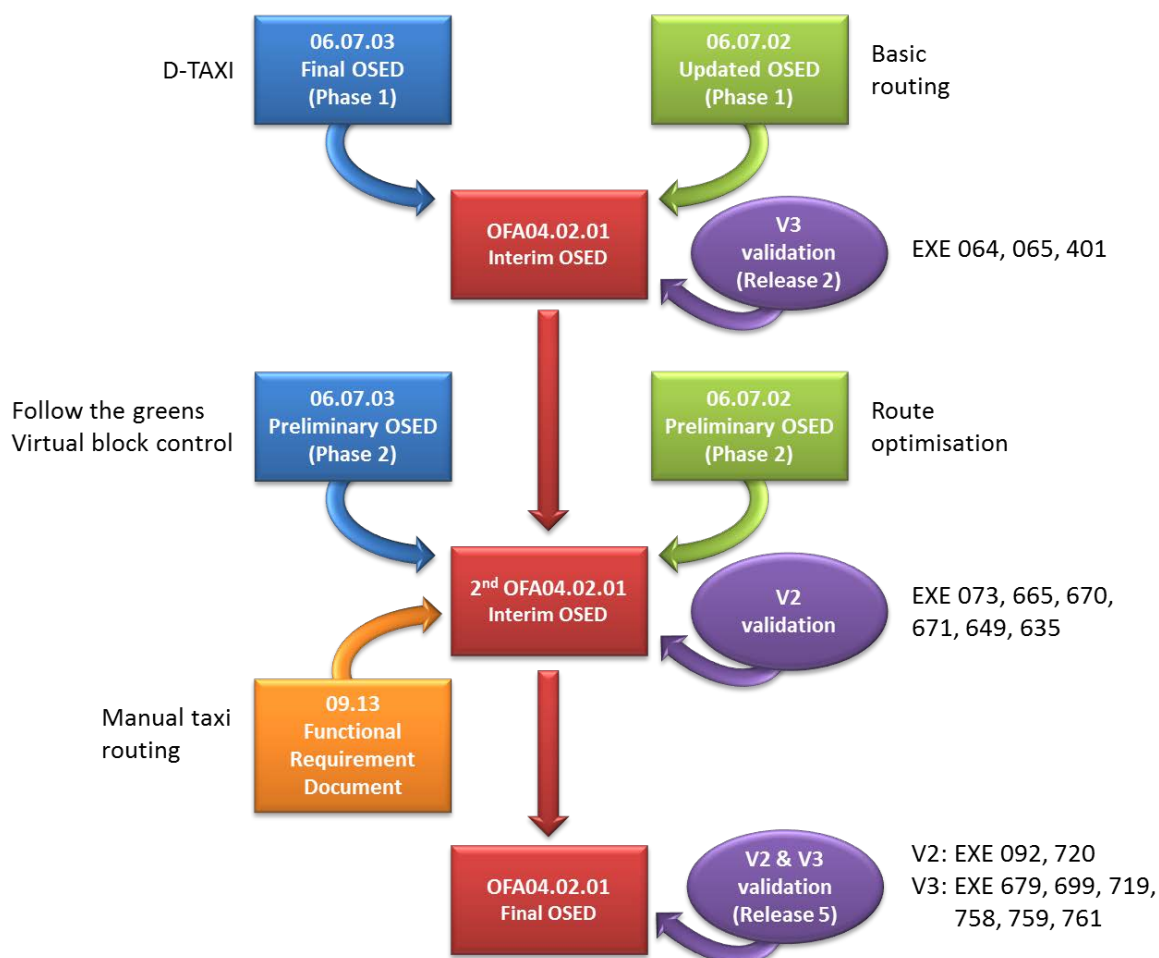 D-TAXI
06.07.03
Final OSED
(Phase 1)
06.07.02
Updated OSED
(Phase 1)
Basic
routing
OFA04.02.01
Interim OSED
V3
validation
(Release 2)
EXE 064, 065, 401
Follow the greens
Virtual block control
06.07.03
Preliminary OSED
(Phase 2)
06.07.02
Preliminary OSED
(Phase 2)
Route
optimisation
2nd OFA04.02.01
Interim OSED
V2
validation
EXE 073, 665, 670,
671, 649, 635
Manual taxi
routing
09.13
Functional
Requirement
Document
OFA04.02.01
Final OSED
V2 & V3
validation
(Release 5)
V2: EXE 092, 720
V3: EXE 679, 699, 719,
758, 759, 761